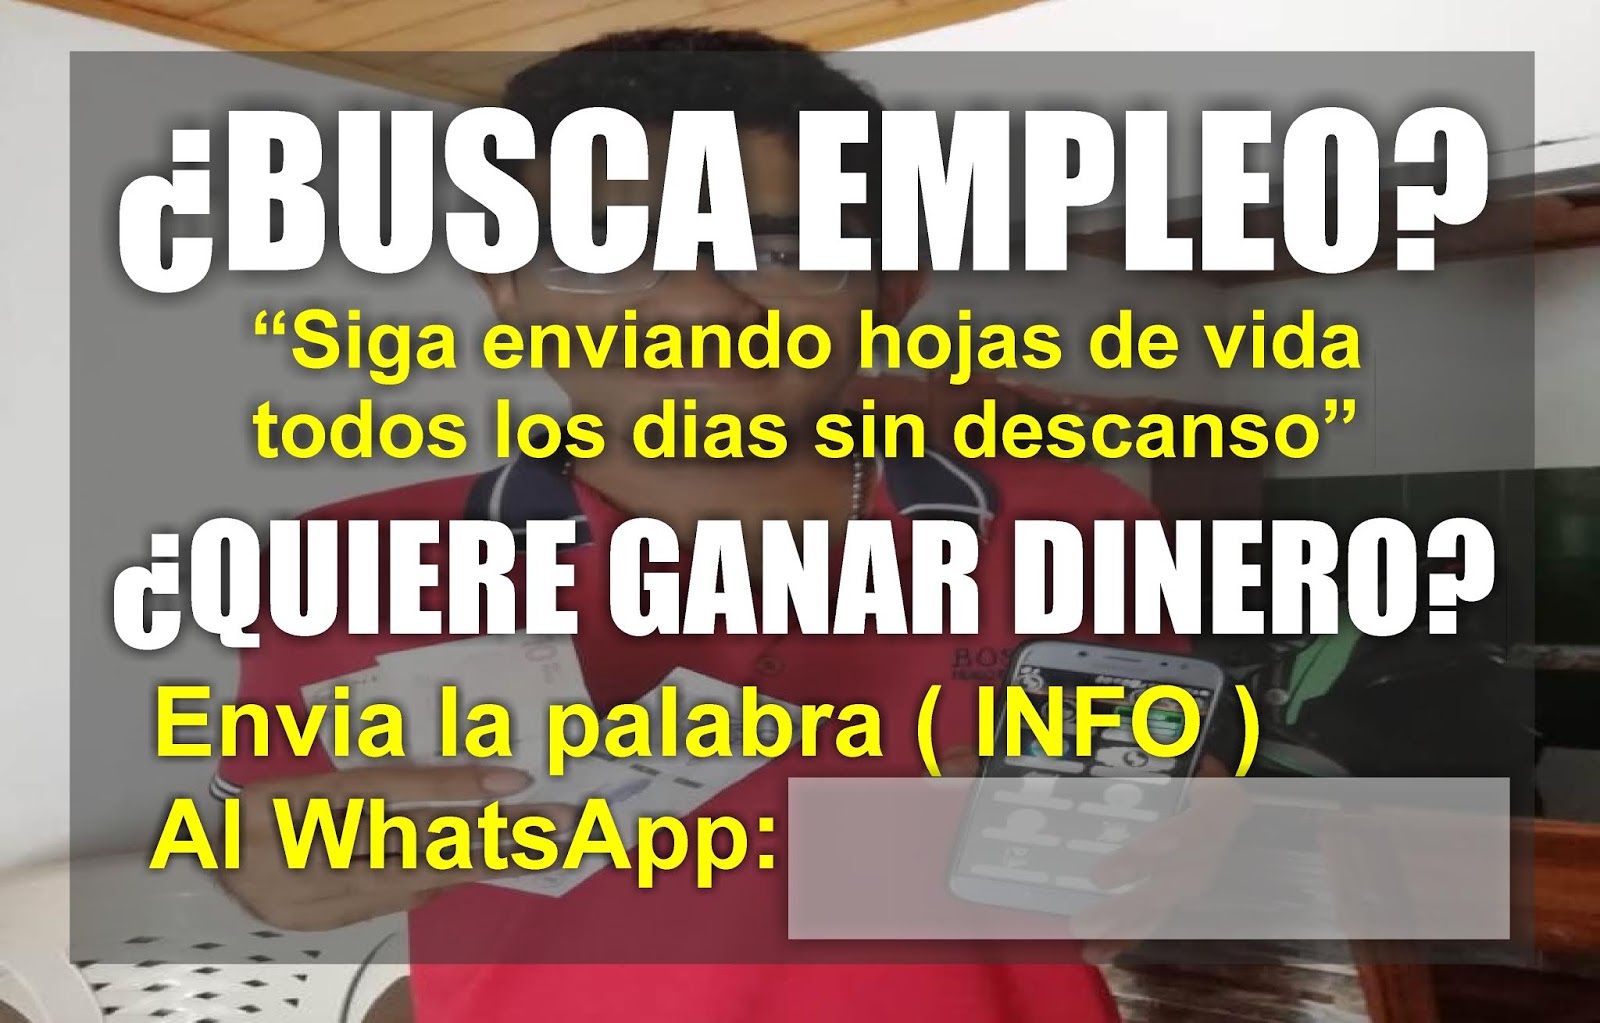 ¿BUSCA EMPLEO?
“Siga enviando hojas de vida
todos los dias sin descanso”
¿QUIERE GANAR DINERO?
Envia la palabra ( INFO )
Al WhatsApp: